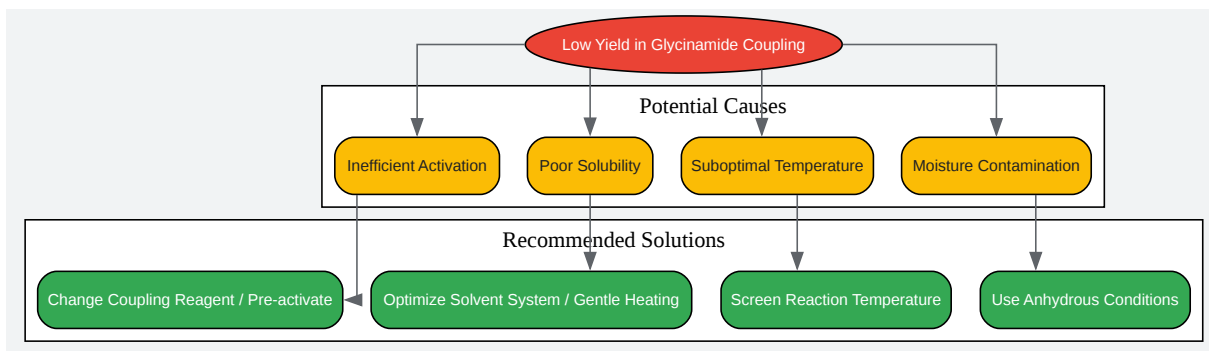 Low Yield in Glycinamide Coupling
Potential Causes
Inefficient Activation
Poor Solubility
Suboptimal Temperature
Moisture Contamination
Recommended Solutions
Change Coupling Reagent / Pre-activate
Optimize Solvent System / Gentle Heating
Screen Reaction Temperature
Use Anhydrous Conditions